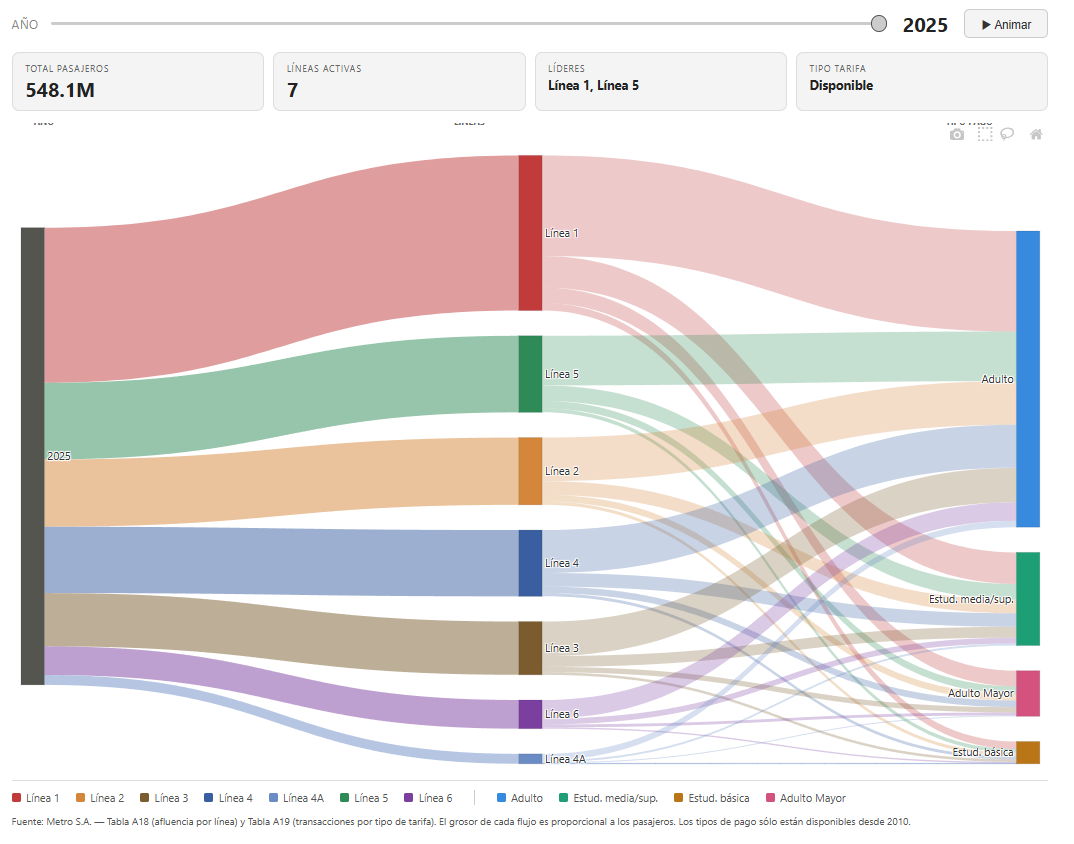 AÑO
2025
▶ Animar
TOTAL PASAJEROS
548.1M
LÍNEAS ACTIVAS
7
LÍDERES
Línea 1, Línea 5
TIPO TARIFA
Disponible
AÑO
LÍNEAS
TIPO PAGO
Línea 1
Línea 5
Adulto
2025
Línea 2
Línea 4
Estud. media/sup.
Línea 3
Adulto Mayor
Línea 6
Estud. básica
Línea 4A
Línea 1 Línea 2 Línea 3 Línea 4 Línea 4A Línea 5 Línea 6 Adulto Estud. media/sup. Estud. básica Adulto Mayor
Fuente: Metro S.A. — Tabla A18 (afluencia por línea) y Tabla A19 (transacciones por tipo de tarifa). El grosor de cada flujo es proporcional a los pasajeros. Los tipos de pago sólo están disponibles desde 2010.